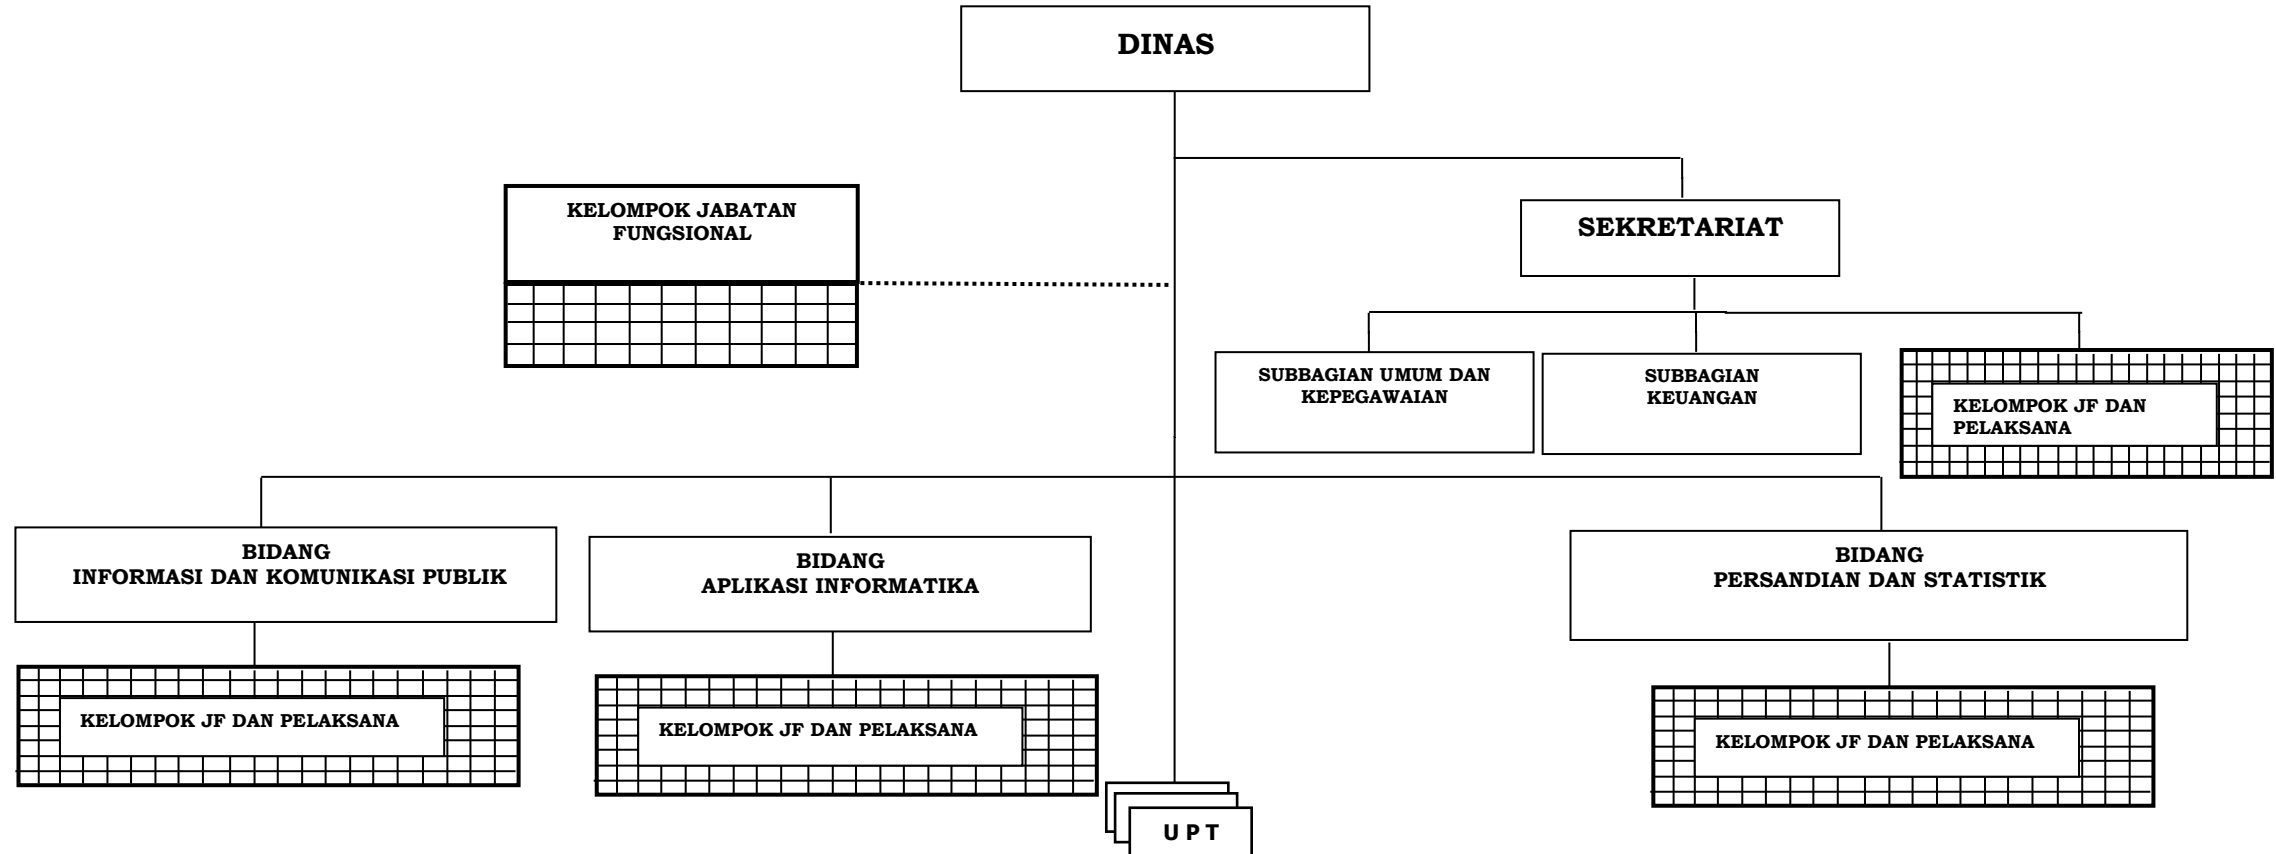 DINAS
KELOMPOK JABATAN
FUNGSIONAL
SEKRETARIAT
SUBBAGIAN UMUM DAN
KEPEGAWAIAN
SUBBAGIAN
KEUANGAN
KELOMPOK JF DAN
PELAKSANA
BIDANG
INFORMASI DAN KOMUNIKASI PUBLIK
BIDANG
APLIKASI INFORMATIKA
BIDANG
PERSANDIAN DAN STATISTIK
KELOMPOK JF DAN PELAKSANA
KELOMPOK JF DAN PELAKSANA
KELOMPOK JF DAN PELAKSANA
U P T